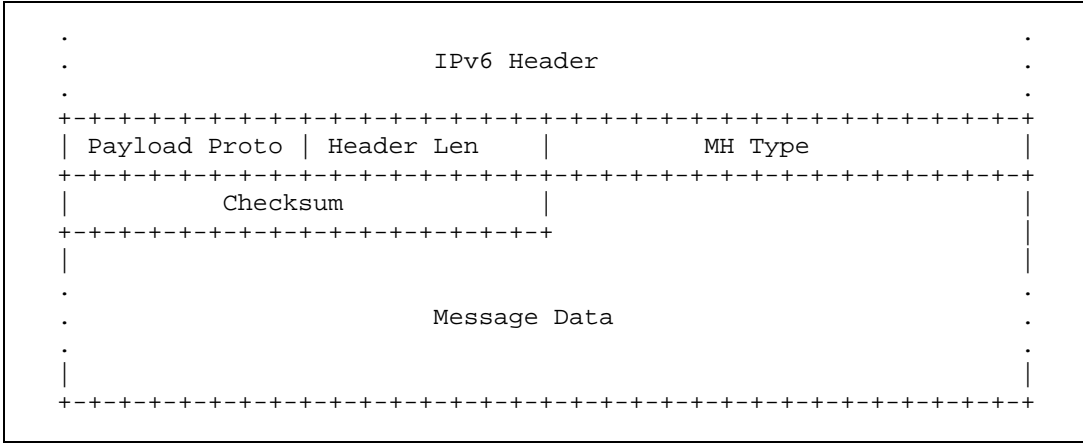 .                                                               .
.                        IPv6 Header                            .
.                                                               .
+-+-+-+-+-+-+-+-+-+-+-+-+-+-+-+-+-+-+-+-+-+-+-+-+-+-+-+-+-+-+-+-+
| Payload Proto | Header Len    |          MH Type              |
+-+-+-+-+-+-+-+-+-+-+-+-+-+-+-+-+-+-+-+-+-+-+-+-+-+-+-+-+-+-+-+-+
|          Checksum             |                               |
+-+-+-+-+-+-+-+-+-+-+-+-+-+-+-+-+                               |
|                                                               |
.                                                               .
.                        Message Data                           .
.                                                               .
|                                                               |
+-+-+-+-+-+-+-+-+-+-+-+-+-+-+-+-+-+-+-+-+-+-+-+-+-+-+-+-+-+-+-+-+